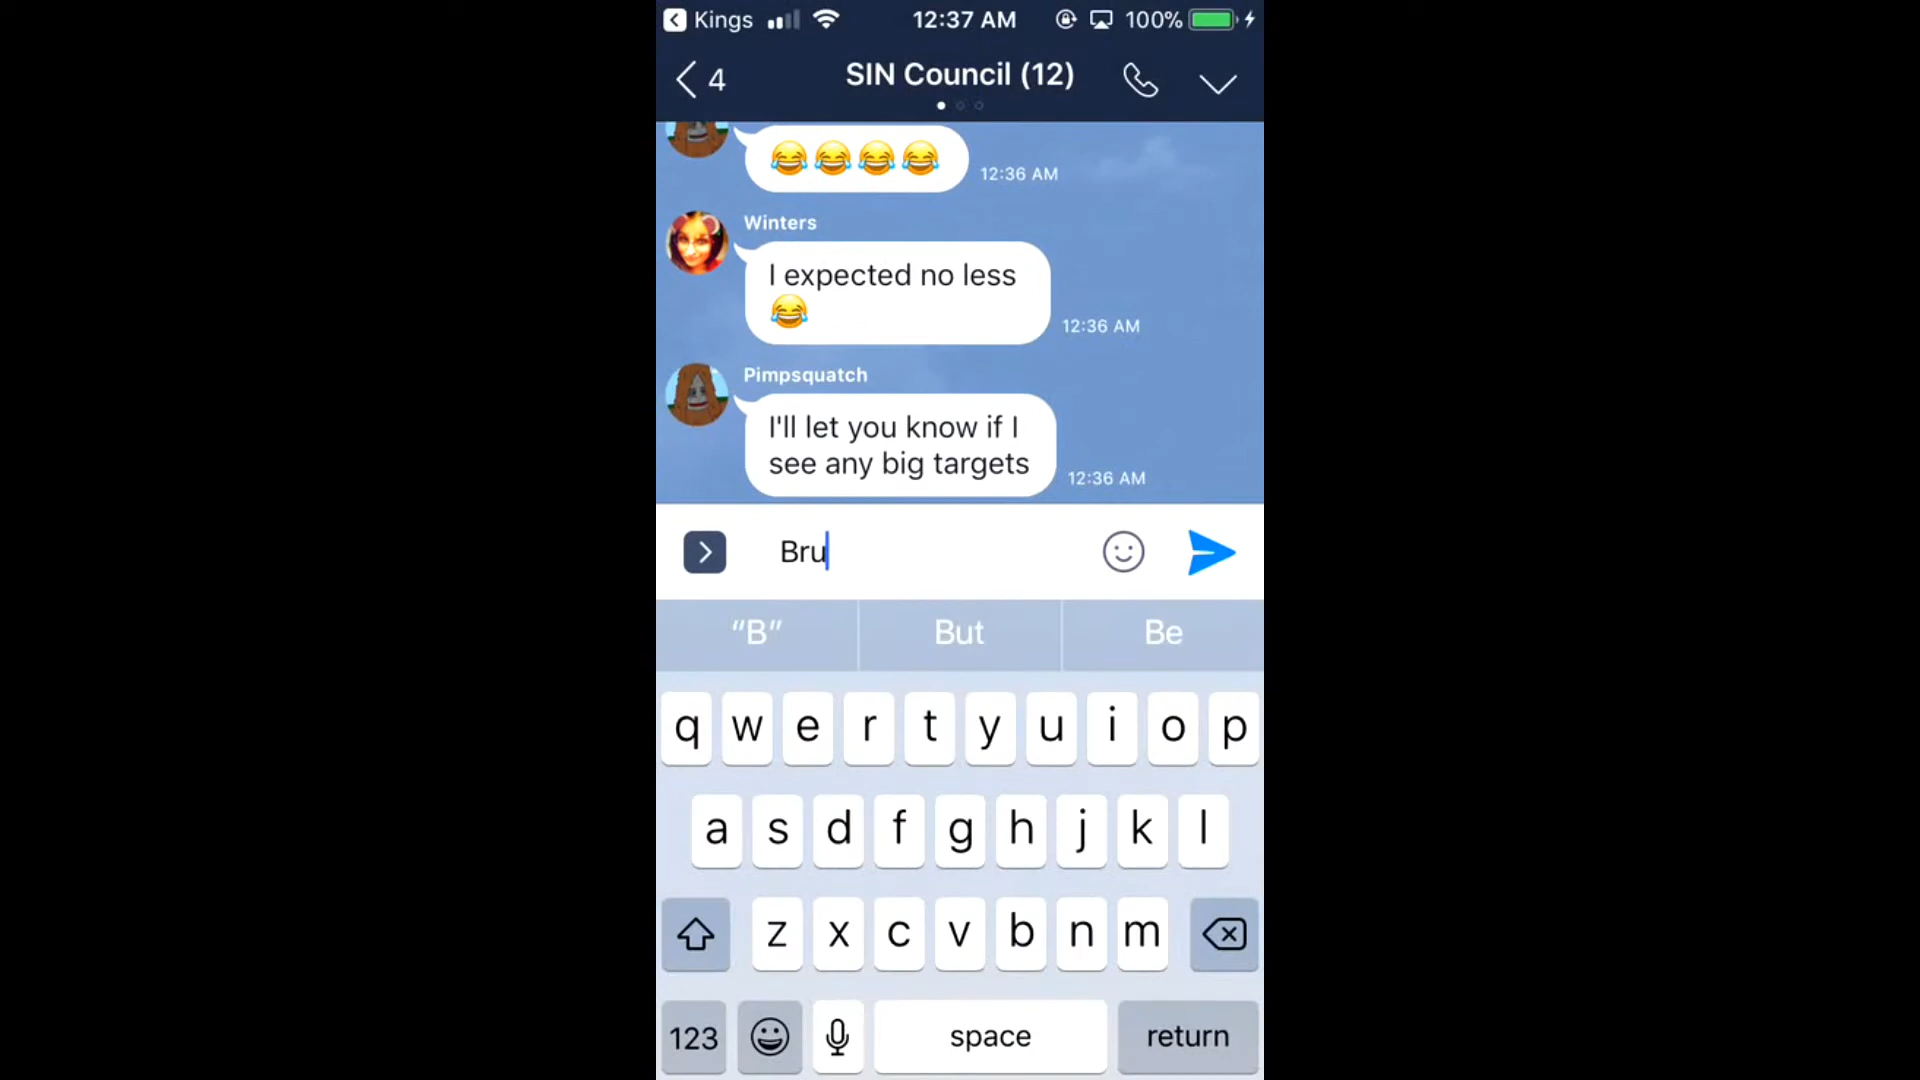 Kings 12:37 AM 100%
4 SIN Council (12)
😂😂😂😂
12:36 AM
Winters
I expected no less
😂
12:36 AM
Pimpsquatch
I'll let you know if I
see any big targets
12:36 AM
Bru
“B” But Be
q w e r t y u i o p
a s d f g h j k l
z x c v b n m
123 space return